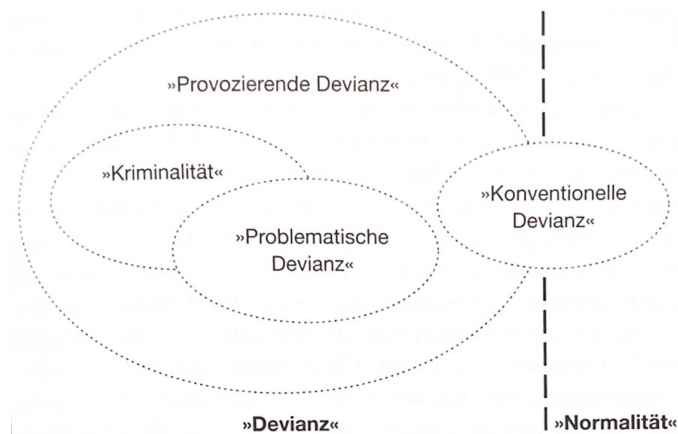 »Provozierende Devianz«
»Kriminalität«
»Konventionelle
Devianz«
»Problematische
Devianz«
»Devianz«
»Normalität«